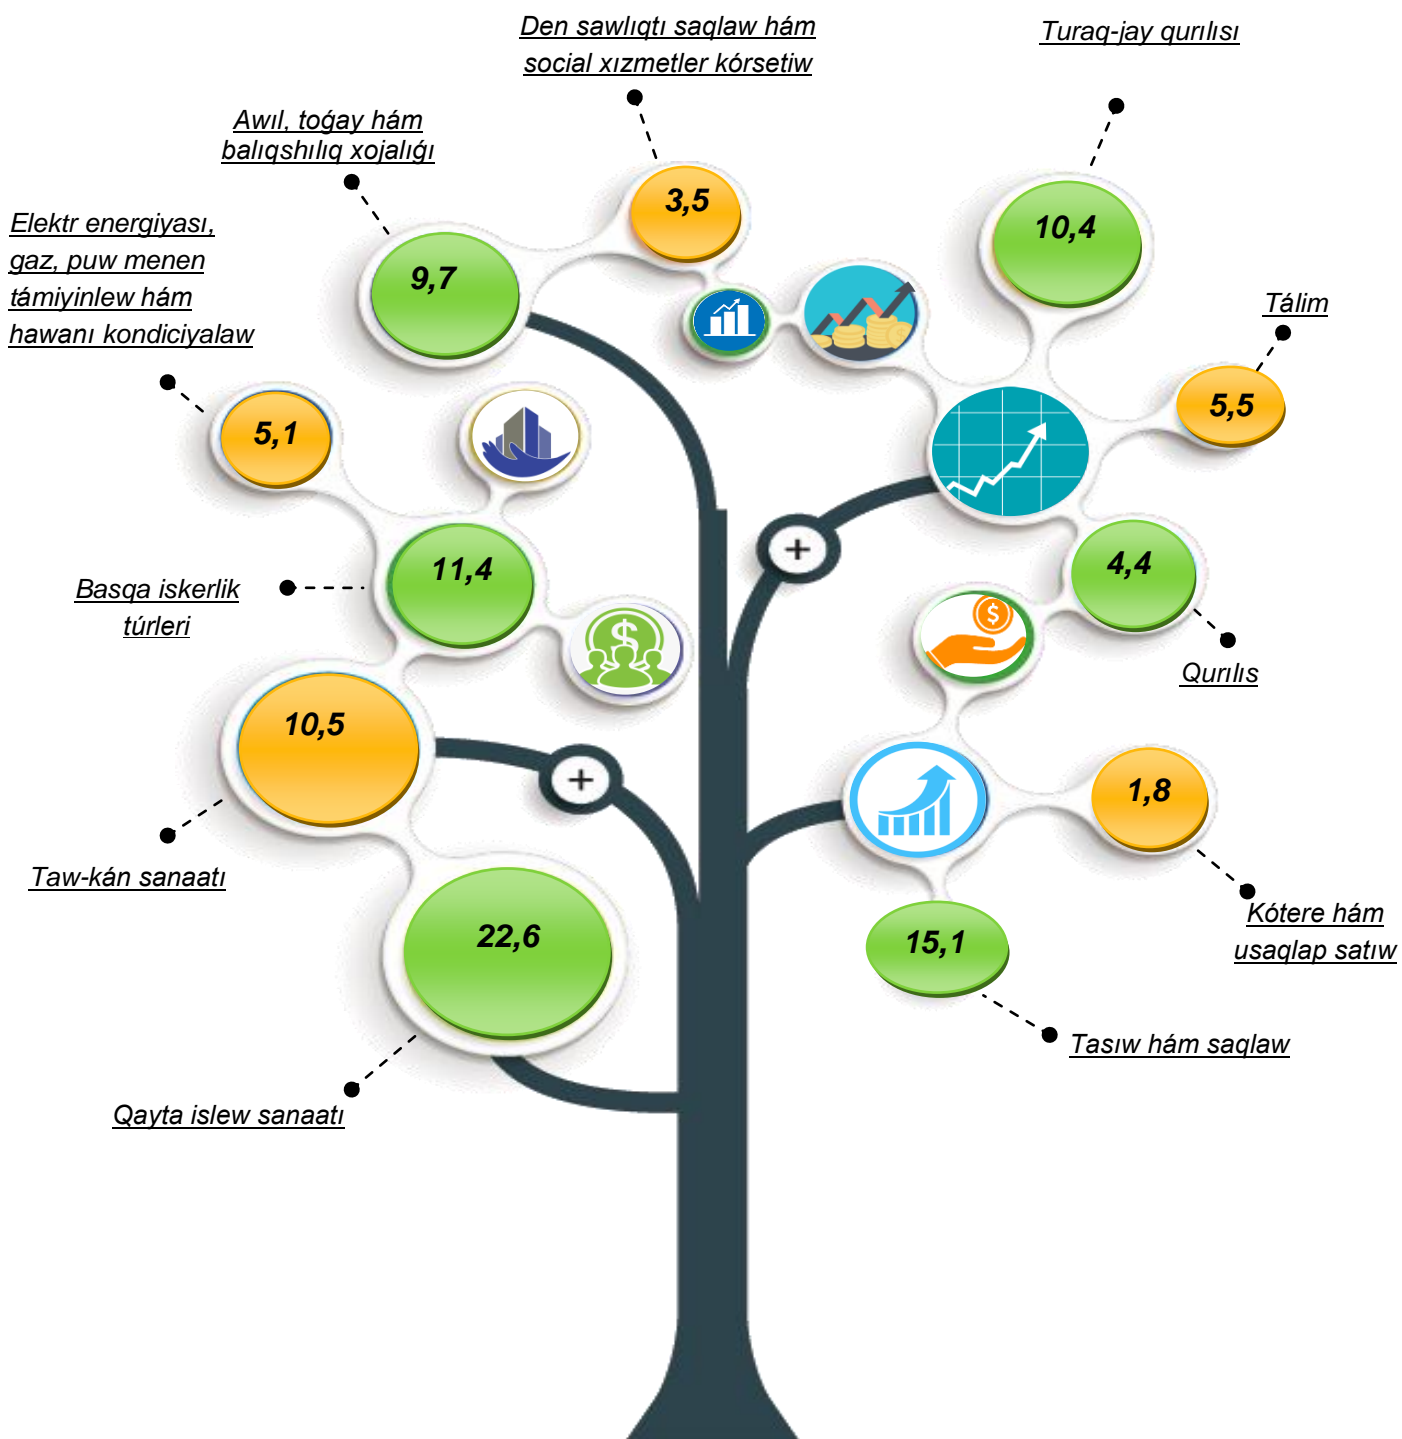 Den sawlıqtı saqlaw hám
social xızmetler kórsetiw
Turaq-jay qurılısı
Awıl, toǵay hám
balıqshılıq xojalıǵı
3,5
10,4
Elektr energiyası,
gaz, puw menen
támiyinlew hám
hawanı kondiciyalaw
9,7
Tálim
5,1
5,5
11,4
4,4
Basqa iskerlik
túrleri
Qurılıs
10,5
1,8
Taw-kán sanaatı
22,6
15,1
Kótere hám
usaqlap satıw
Tasıw hám saqlaw
Qayta islew sanaatı